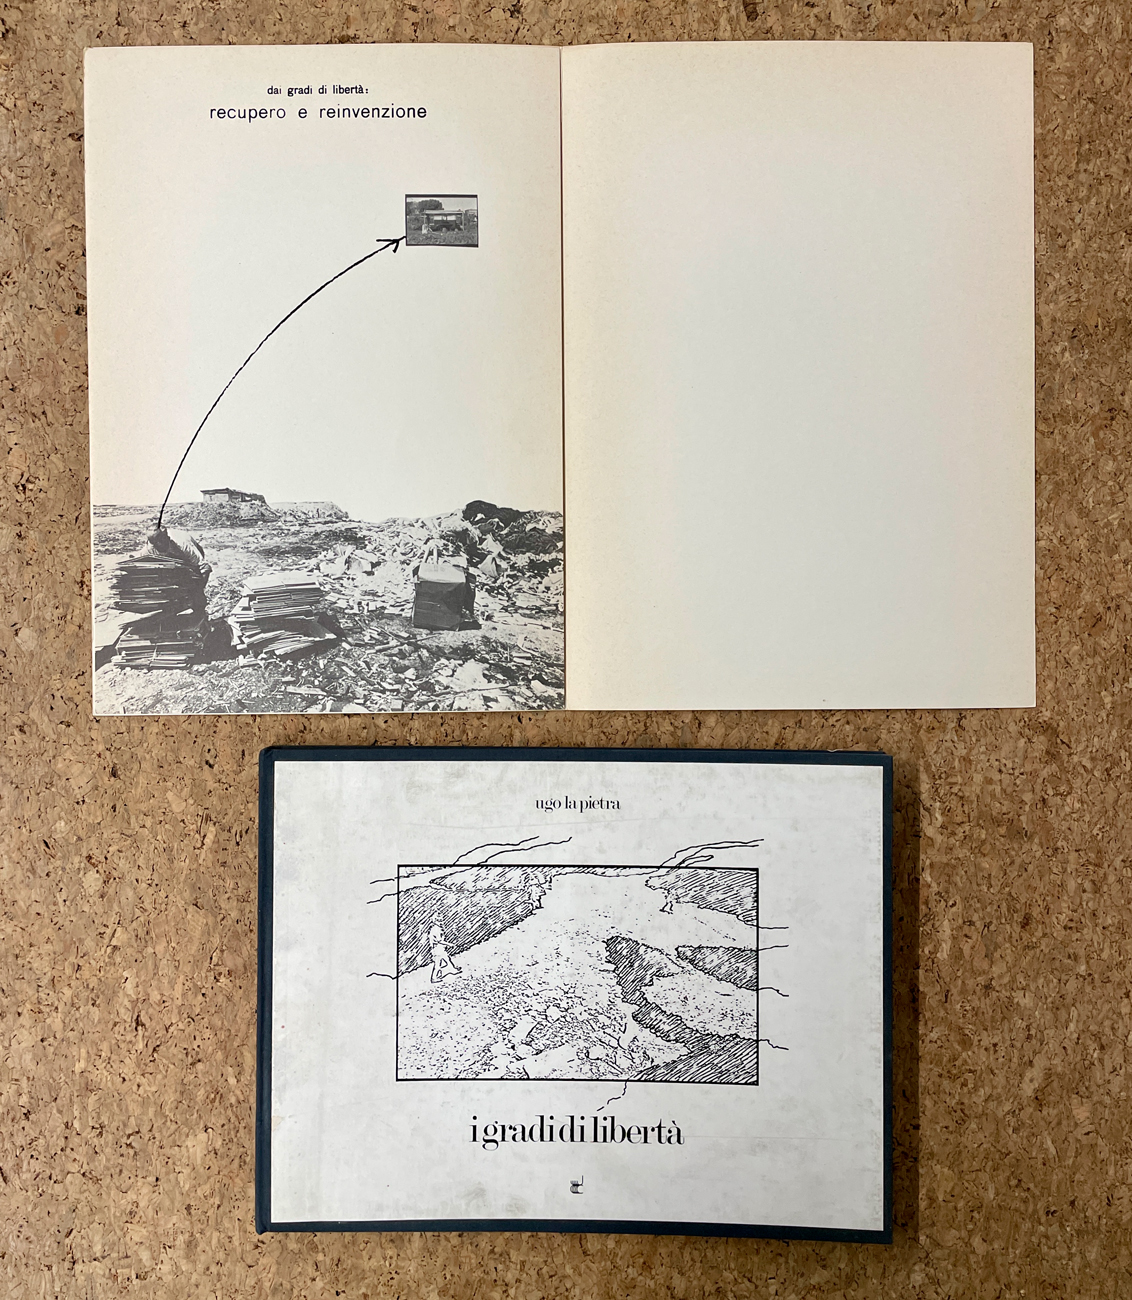 dai gradi di libertà:
recupero e reinvenzione
ugo la pietra
i gradi di libertà